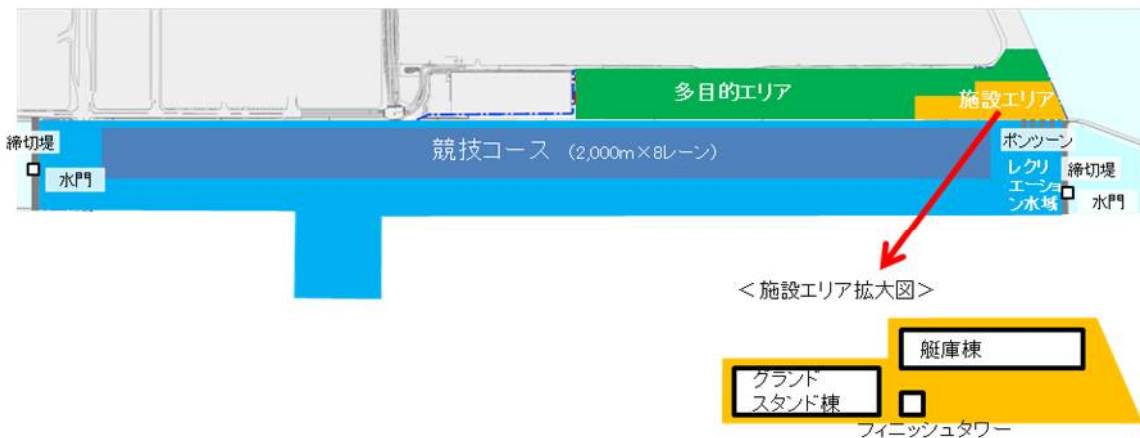 多目的エリア
施設エリア
締切堤
水門
競技コース (2,000m×8レーン)
ポンツーン
レクリ
エーショ
ン水域
締切堤
水門
＜施設エリア拡大図＞
艇庫棟
グランド
スタンド棟
フィニッシュタワー